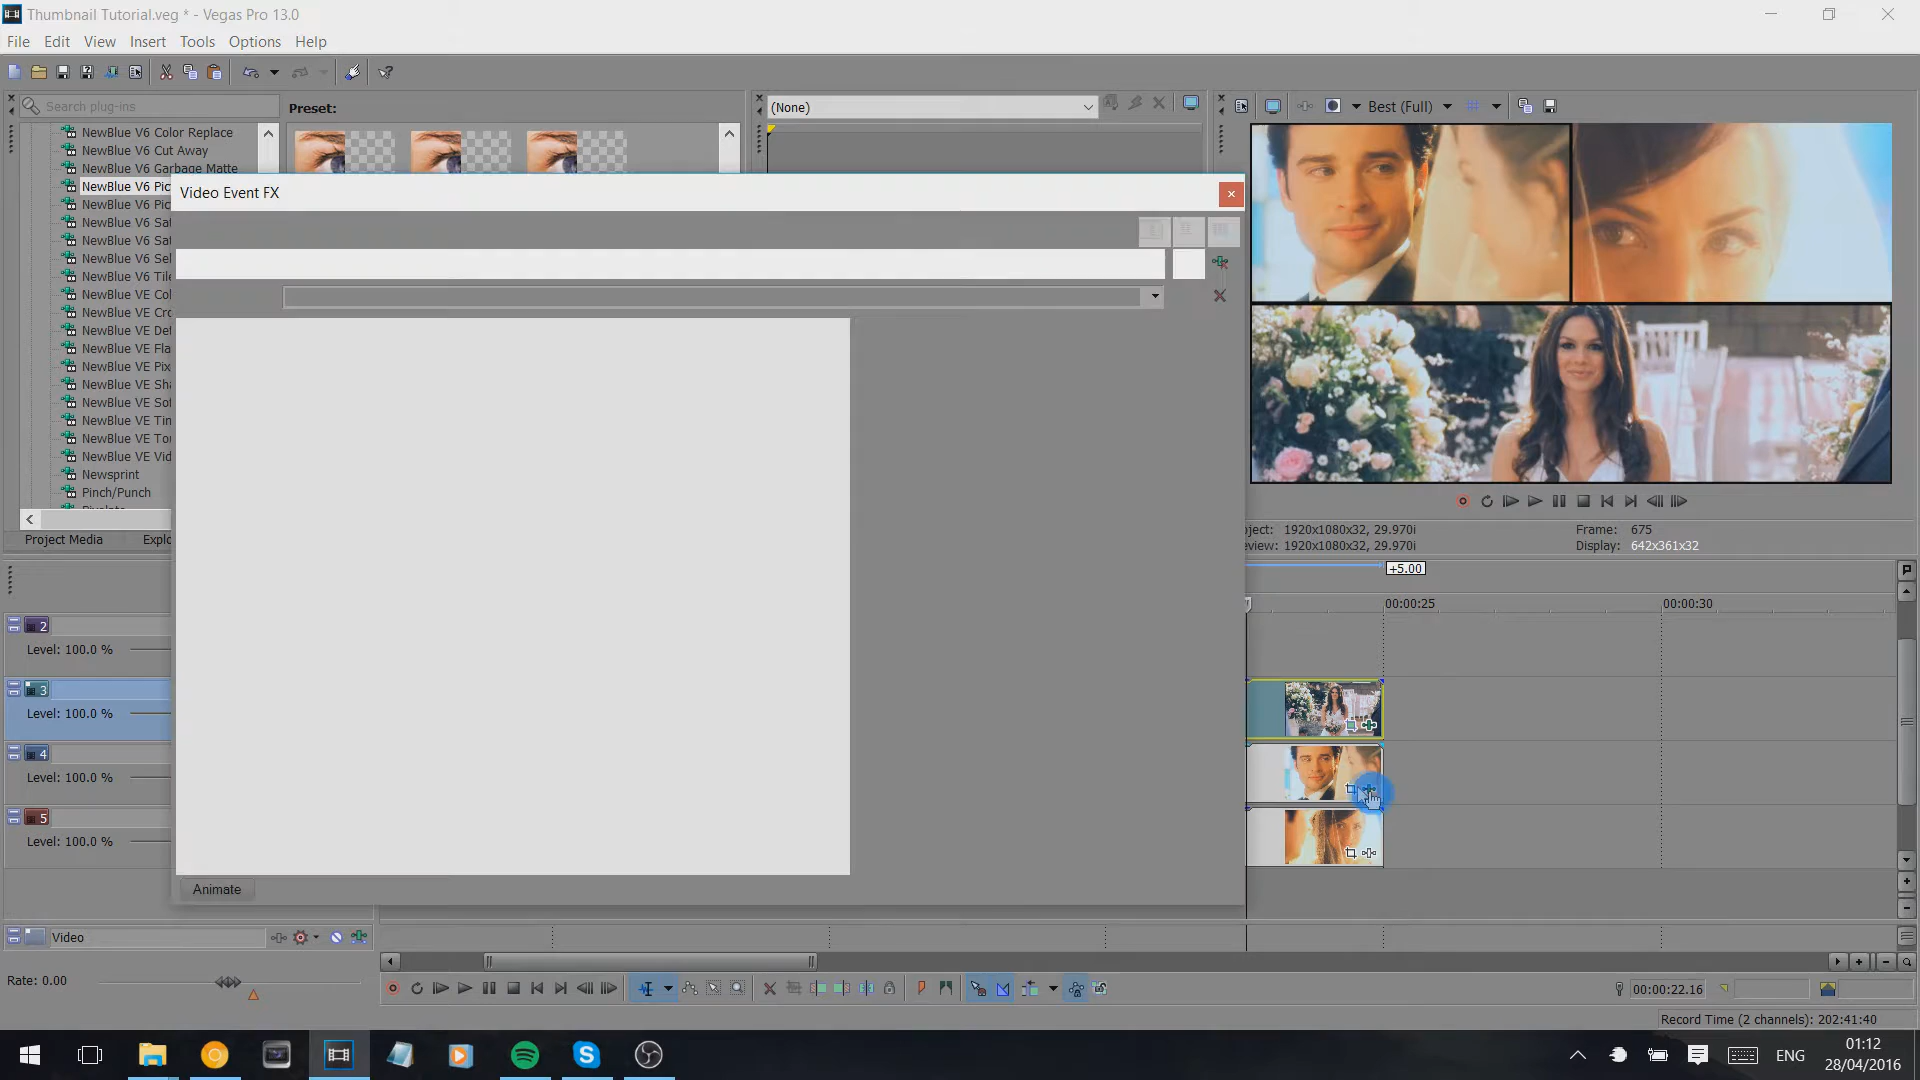 Thumbnail Tutorial.veg * - Vegas Pro 13.0
File Edit View Insert Tools Options Help
Search plug-ins
Preset:
(None)
Best (Full)
NewBlue V6 Color Replace
NewBlue V6 Cut Away
NewBlue V6 Garbage Matte
NewBlue V6 Pic
NewBlue V6 Pic
NewBlue V6 Sat
NewBlue V6 Sat
NewBlue V6 Sel
NewBlue V6 Tile
NewBlue VE Col
NewBlue VE Cro
NewBlue VE Def
NewBlue VE Fla
NewBlue VE Pix
NewBlue VE Sha
NewBlue VE Sof
NewBlue VE Tin
NewBlue VE Tou
NewBlue VE Vid
Newsprint
Pinch/Punch
Project Media Explo
Video Event FX
Animate
ject: 1920x1080x32, 29.970i
eview: 1920x1080x32, 29.970i
Frame: 675
Display: 642x361x32
+5.00
00:00:25 00:00:30
2
Level: 100.0 %
3
Level: 100.0 %
4
Level: 100.0 %
5
Level: 100.0 %
Video
Rate: 0.00
00:00:22.16
Record Time (2 channels): 202:41:40
ENG
01:12
28/04/2016